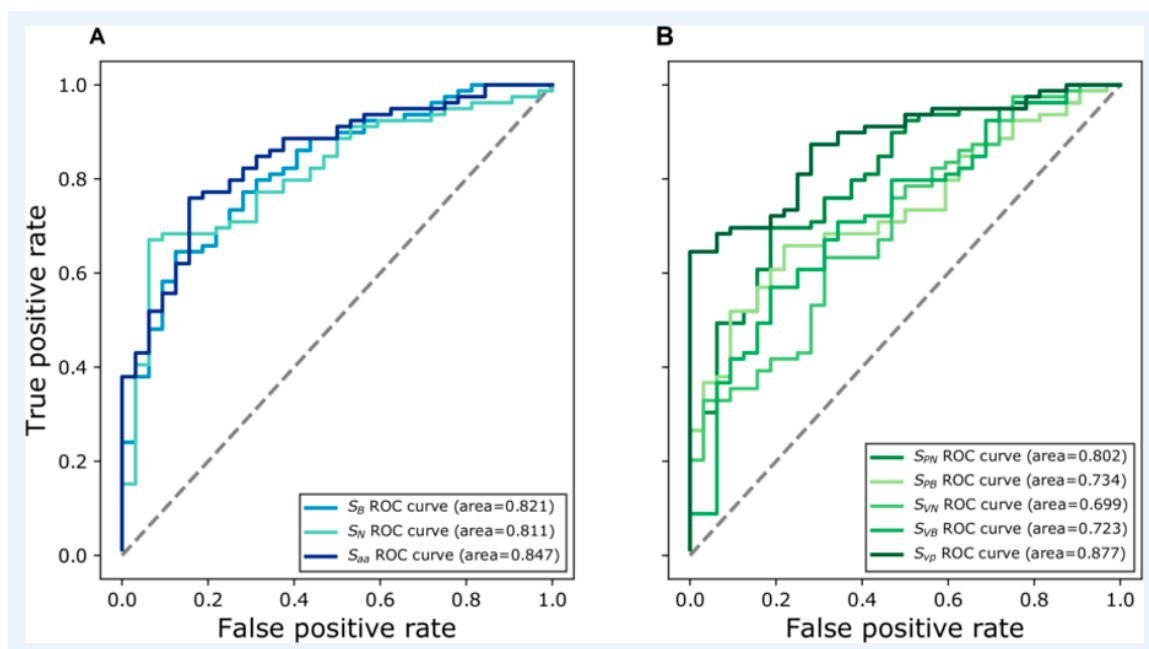 A
B
True positive rate
1.0
0.8
0.6
0.4
0.2
0.0
S_B ROC curve (area=0.821)
S_N ROC curve (area=0.811)
S_aa ROC curve (area=0.847)
0.0 0.2 0.4 0.6 0.8 1.0
False positive rate
S_PN ROC curve (area=0.802)
S_PB ROC curve (area=0.734)
S_VN ROC curve (area=0.699)
S_VB ROC curve (area=0.723)
S_vp ROC curve (area=0.877)
0.0 0.2 0.4 0.6 0.8 1.0
False positive rate